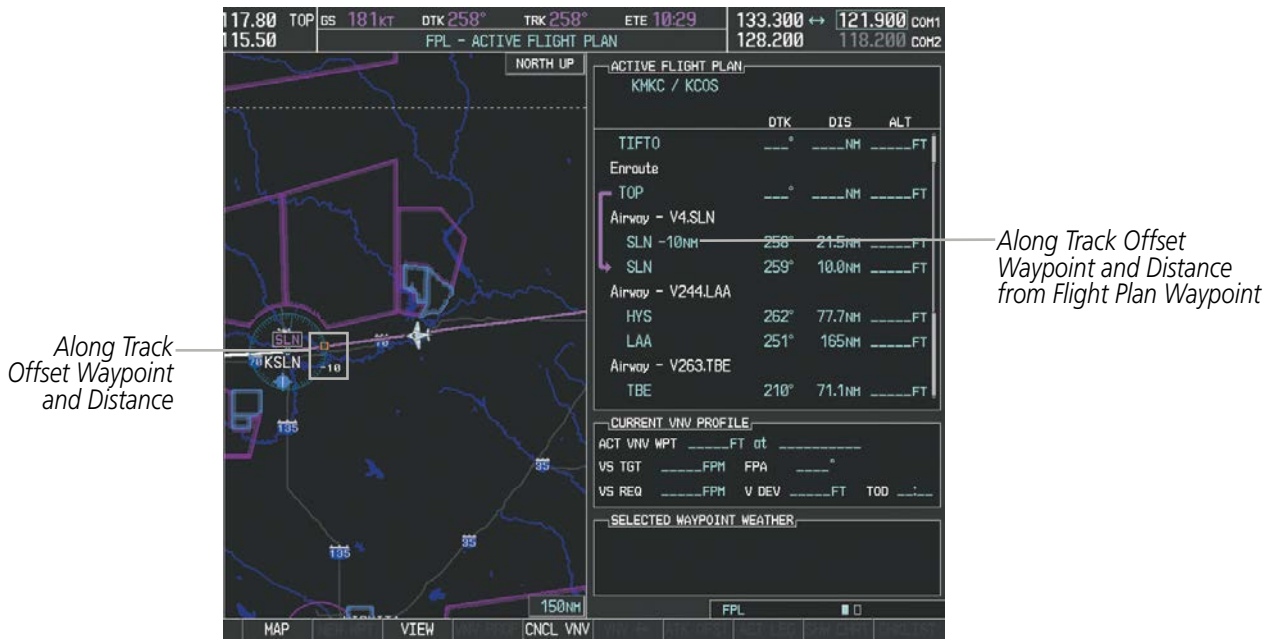 117.80 TOP GS 181KT DTK 258° TRK 258° ETE 10:29 133.300 ↔ 121.900 COM1
115.50 FPL - ACTIVE FLIGHT PLAN 128.200 118.200 COM2
NORTH UP
ACTIVE FLIGHT PLAN
KMKC / KCOS
DTK DIS ALT
TIFTO ___° ____NM _____FT
Enroute
TOP ___° ____NM _____FT
Airway - V4.SLN
SLN -10NM 258° 21.5NM _____FT
SLN 259° 10.0NM _____FT
Airway - V244.LAA
HYS 262° 77.7NM _____FT
LAA 251° 165NM _____FT
Airway - V263.TBE
TBE 210° 71.1NM _____FT
CURRENT VNV PROFILE
ACT VNV WPT _____FT at __________
VS TGT _____FPM FPA ____°
VS REQ _____FPM V DEV _____FT TOD __:__
SELECTED WAYPOINT WEATHER
SLN
70
KSLN
-10
135
35
135
35
150NM
FPL
MAP VIEW CNCL VNV
Along Track
Offset Waypoint
and Distance
Along Track Offset
Waypoint and Distance
from Flight Plan Waypoint